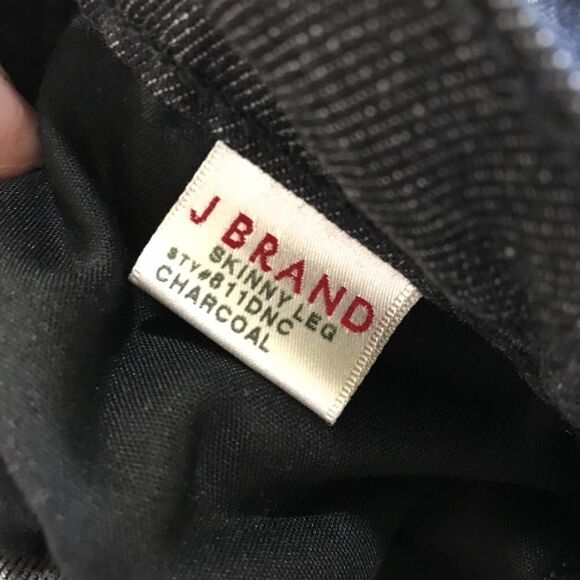 J BRAND
SKINNY LEG
STY#811DNC
CHARCOAL